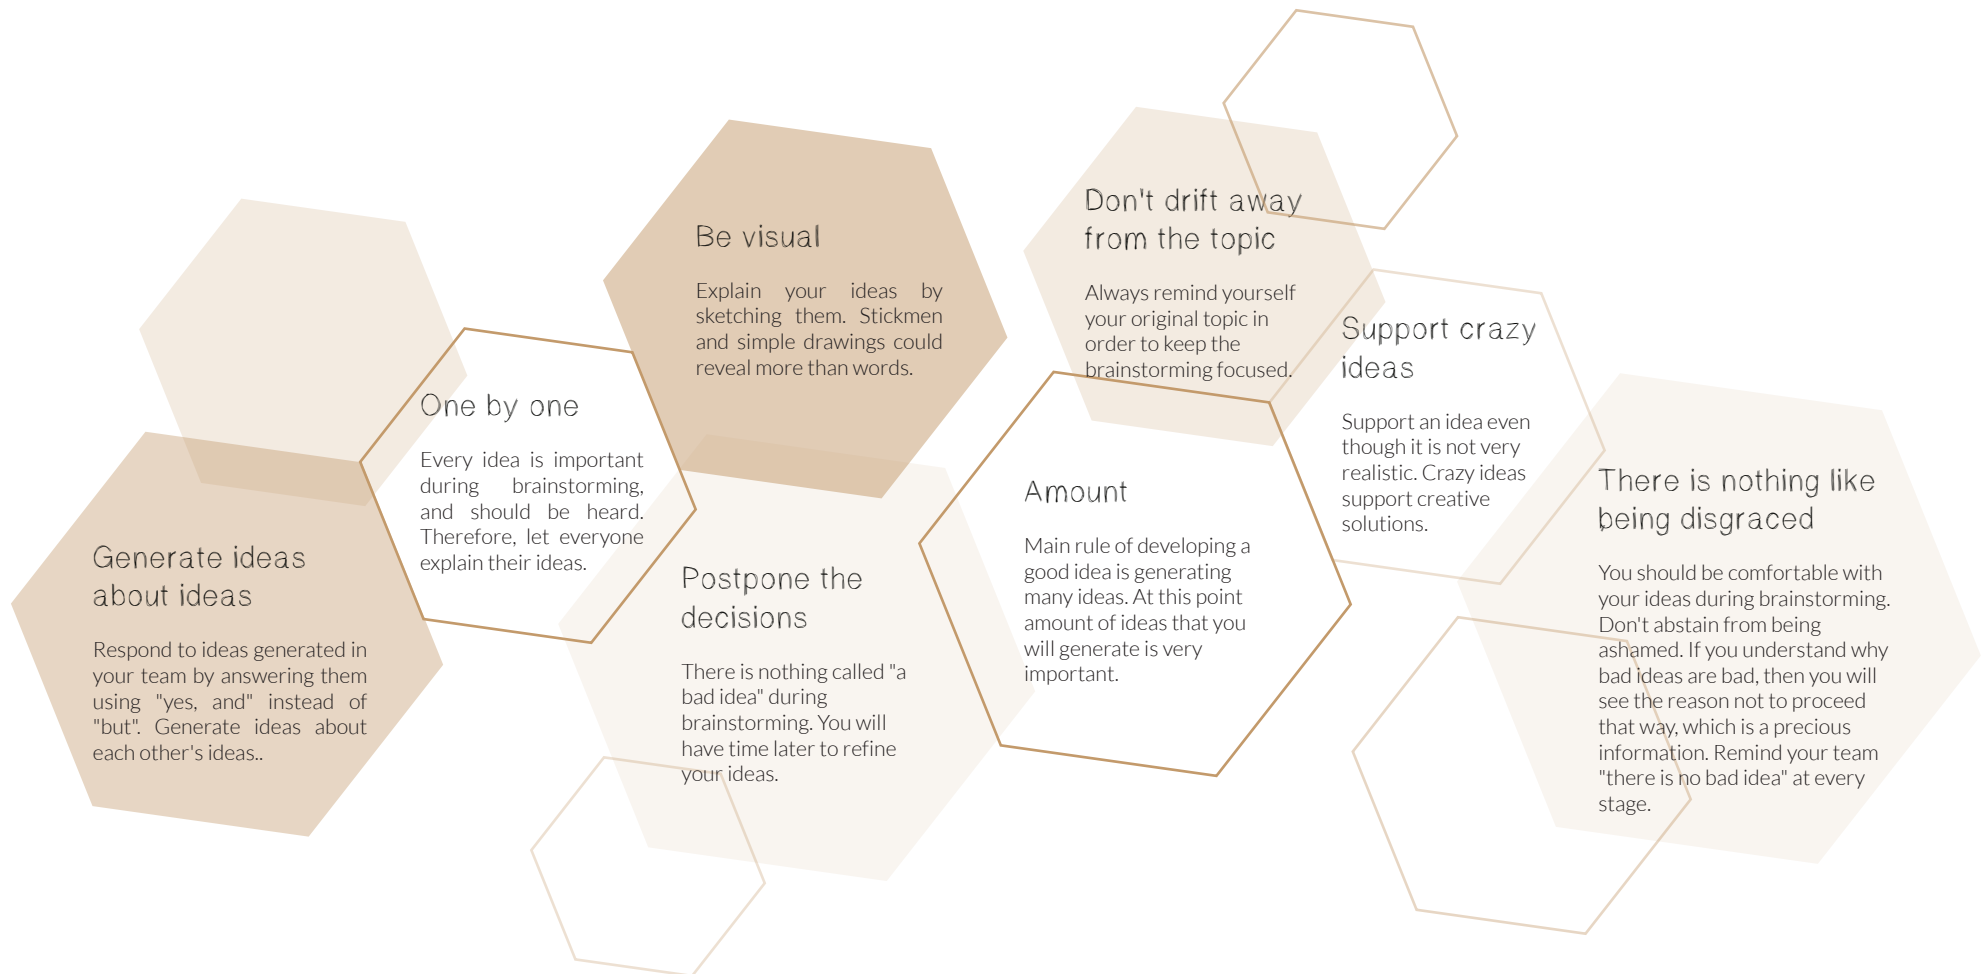 Generate ideas
about ideas
Respond to ideas generated in
your team by answering them
using "yes, and" instead of
"but". Generate ideas about
each other's ideas..
One by one
Every idea is important
during brainstorming,
and should be heard.
Therefore, let everyone
explain their ideas.
Be visual
Explain your ideas by
sketching them. Stickmen
and simple drawings could
reveal more than words.
Postpone the
decisions
There is nothing called "a
bad idea" during
brainstorming. You will
have time later to refine
your ideas.
Amount
Main rule of developing a
good idea is generating
many ideas. At this point
amount of ideas that you
will generate is very
important.
Don't drift away
from the topic
Always remind yourself
your original topic in
order to keep the
brainstorming focused.
Support crazy
ideas
Support an idea even
though it is not very
realistic. Crazy ideas
support creative
solutions.
There is nothing like
being disgraced
You should be comfortable with
your ideas during brainstorming.
Don't abstain from being
ashamed. If you understand why
bad ideas are bad, then you will
see the reason not to proceed
that way, which is a precious
information. Remind your team
"there is no bad idea" at every
stage.